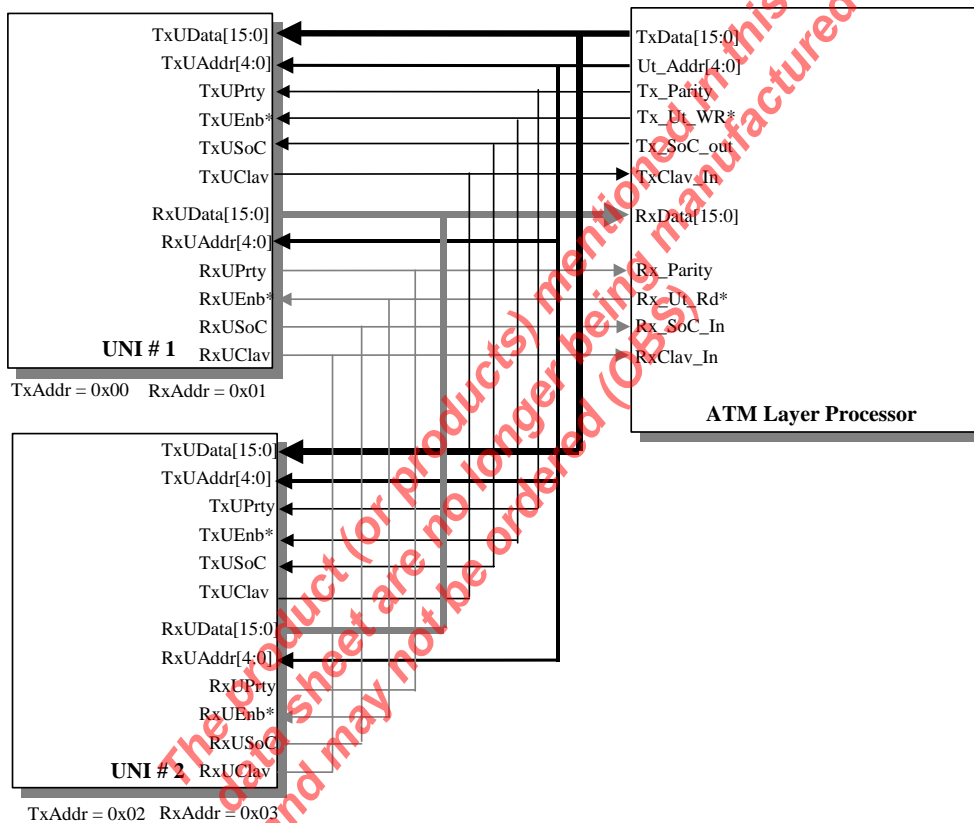 TxUData[15:0]
TxUAddr[4:0]
TxUPrty
TxUEnb*
TxUSoC
TxUClav
RxUData[15:0]
RxUAddr[4:0]
RxUPrty
RxUEnb*
RxUSoC
UNI # 1
RxUClav
TxAddr = 0x00 RxAddr = 0x01
TxData[15:0]
Ut_Addr[4:0]
Tx_Parity
Tx_Ut_WR*
Tx_SoC_out
TxClav_In
RxData[15:0]
Rx_Parity
Rx_Ut_Rd*
Rx_SoC_In
RxClav_In
ATM Layer Processor
TxUData[15:0]
TxUAddr[4:0]
TxUPrty
TxUEnb*
TxUSoC
TxUClav
RxUData[15:0]
RxUAddr[4:0]
RxUPrty
RxUEnb*
RxUSoC
UNI # 2 RxUClav
TxAddr = 0x02 RxAddr = 0x03
The product (or products) mentioned in this
data sheet are no longer being manufactured
and may not be ordered (OBS)